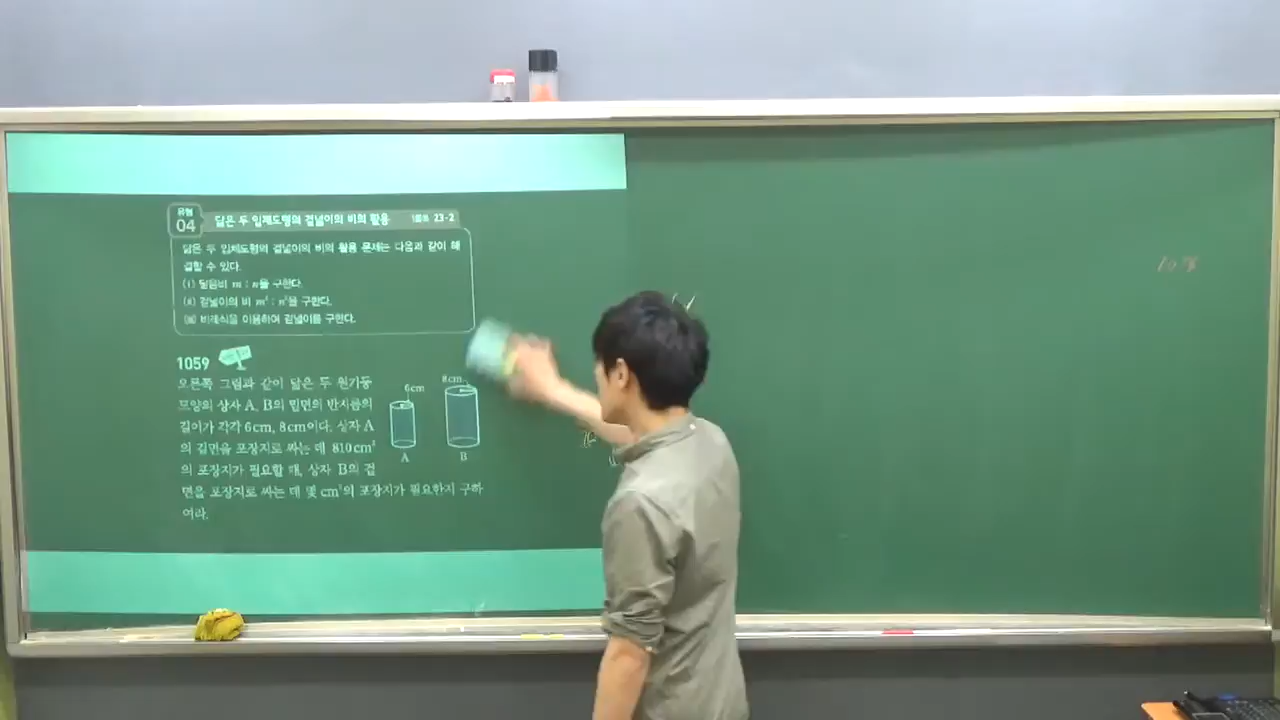 유형
04
닮은 두 입체도형의 겉넓이의 비의 활용
23-2
닮은 두 입체도형의 겉넓이의 비의 활용 문제는 다음과 같이 해
결할 수 있다.
(i) 닮음비 m : n을 구한다.
(ii) 겉넓이의 비 m² : n²을 구한다.
(iii) 비례식을 이용하여 겉넓이를 구한다.
1059
오른쪽 그림과 같이 닮은 두 원기둥
모양의 상자 A, B의 밑면의 반지름의
길이가 각각 6 cm, 8 cm이다. 상자 A
의 겉면을 포장지로 싸는 데 810 cm²
의 포장지가 필요할 때, 상자 B의 겉
면을 포장지로 싸는 데 몇 cm²의 포장지가 필요한지 구하
여라.
6cm
8cm
A
B